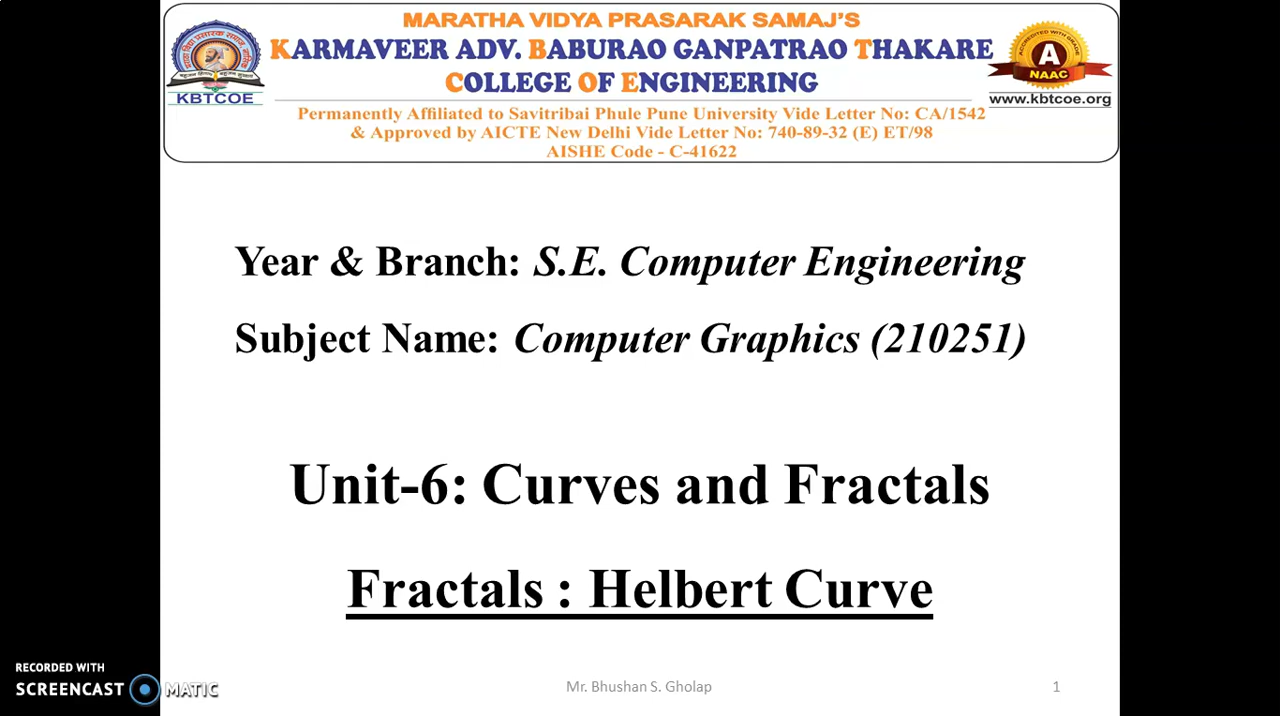 MARATHA VIDYA PRASARAK SAMAJ'S
KARMAVEER ADV. BABURAO GANPATRAO THAKARE
COLLEGE OF ENGINEERING
KBTCOE
ACCREDITED WITH GRADE
A
NAAC
www.kbtcoe.org
Permanently Affiliated to Savitribai Phule Pune University Vide Letter No: CA/1542
& Approved by AICTE New Delhi Vide Letter No: 740-89-32 (E) ET/98
AISHE Code - C-41622
Year & Branch: S.E. Computer Engineering
Subject Name: Computer Graphics (210251)
Unit-6: Curves and Fractals
Fractals : Helbert Curve
RECORDED WITH
SCREENCAST MATIC
Mr. Bhushan S. Gholap
1